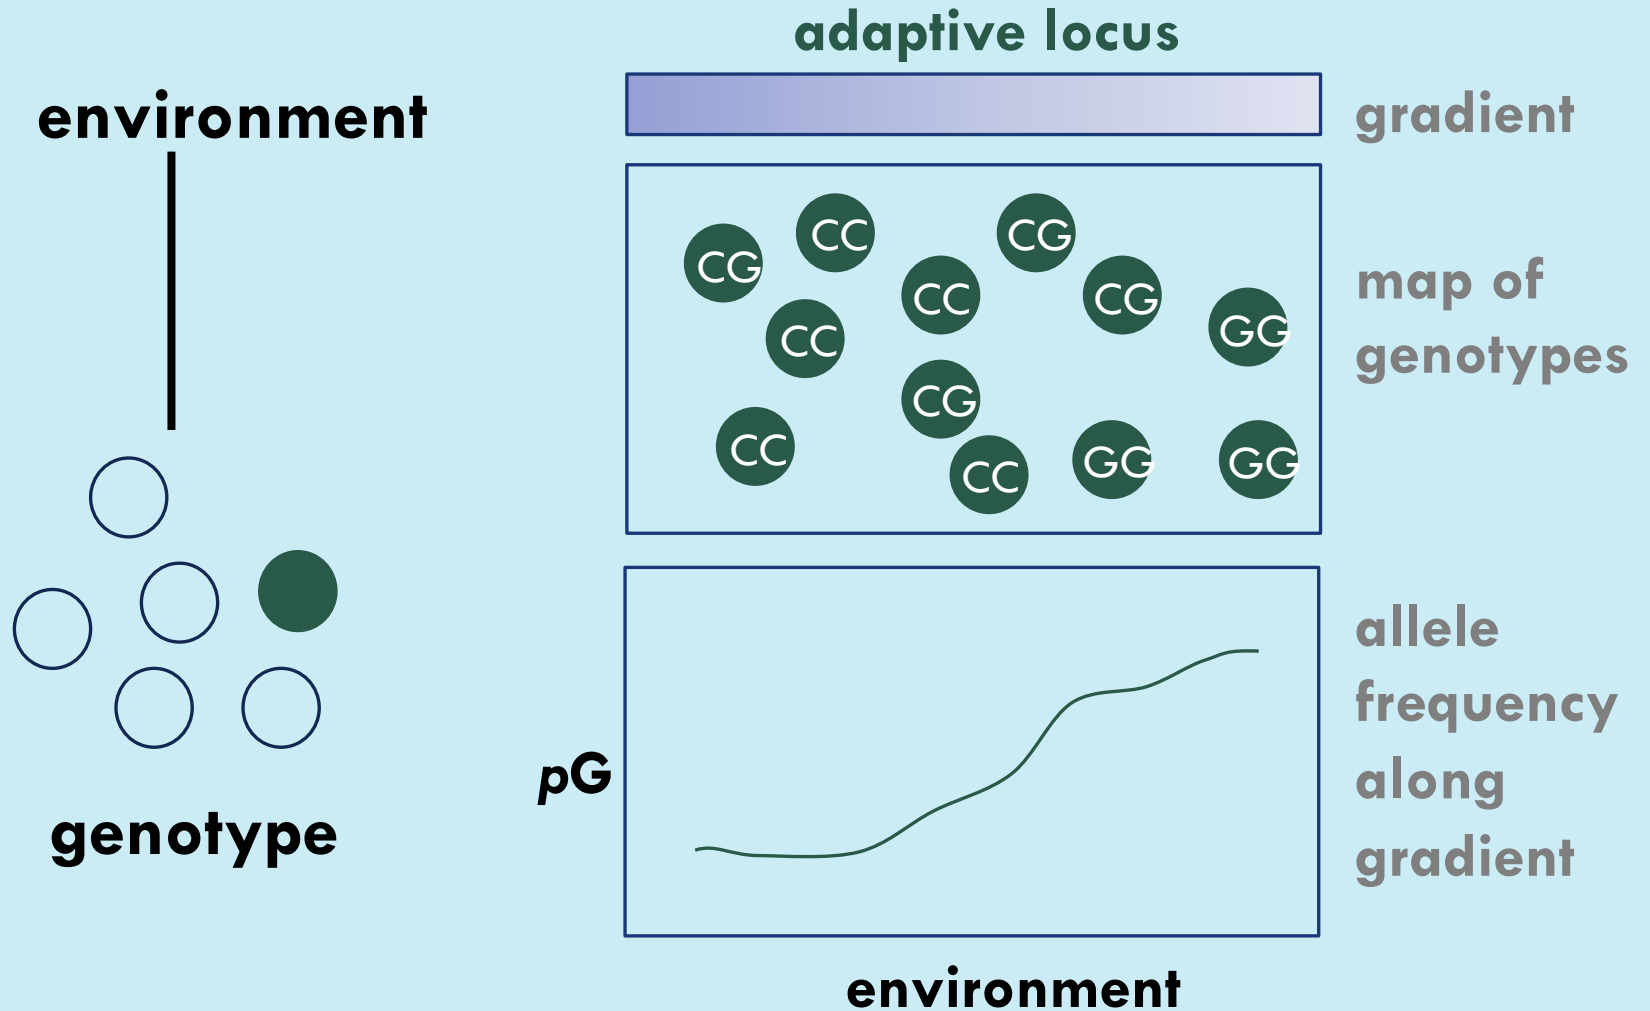 adaptive locus
environment
gradient
CC
CG
CG
CC
CG
GG
CC
map of
genotypes
CG
CC
CC
GG
GG
allele
frequency
along
gradient
pG
genotype
environment